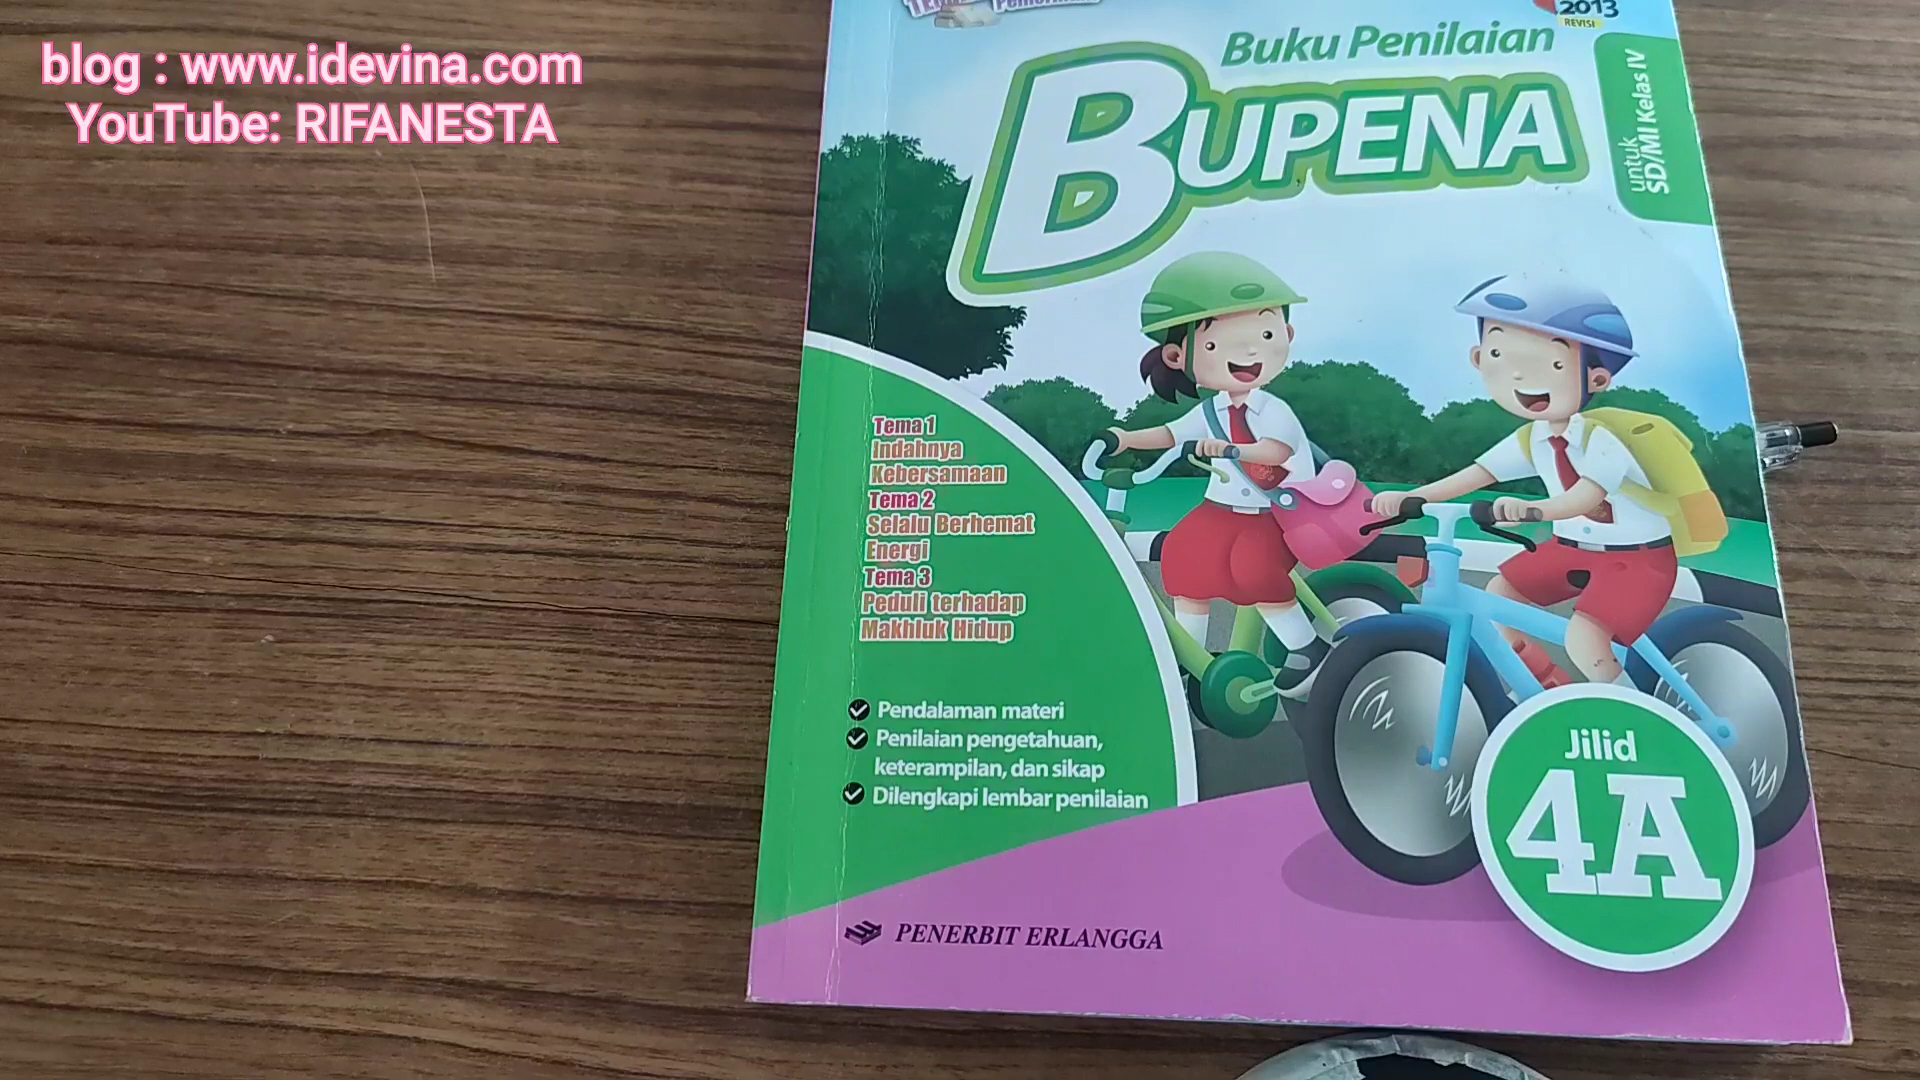 blog : www.idevina.com
YouTube: RIFANESTA
2013
REVISI
Buku Penilaian
BUPENA
untuk
SD/MI Kelas IV
Tema 1
Indahnya
Kebersamaan
Tema 2
Selalu Berhemat
Energi
Tema 3
Peduli terhadap
Makhluk Hidup
Pendalaman materi
Penilaian pengetahuan,
keterampilan, dan sikap
Dilengkapi lembar penilaian
Jilid
4A
PENERBIT ERLANGGA